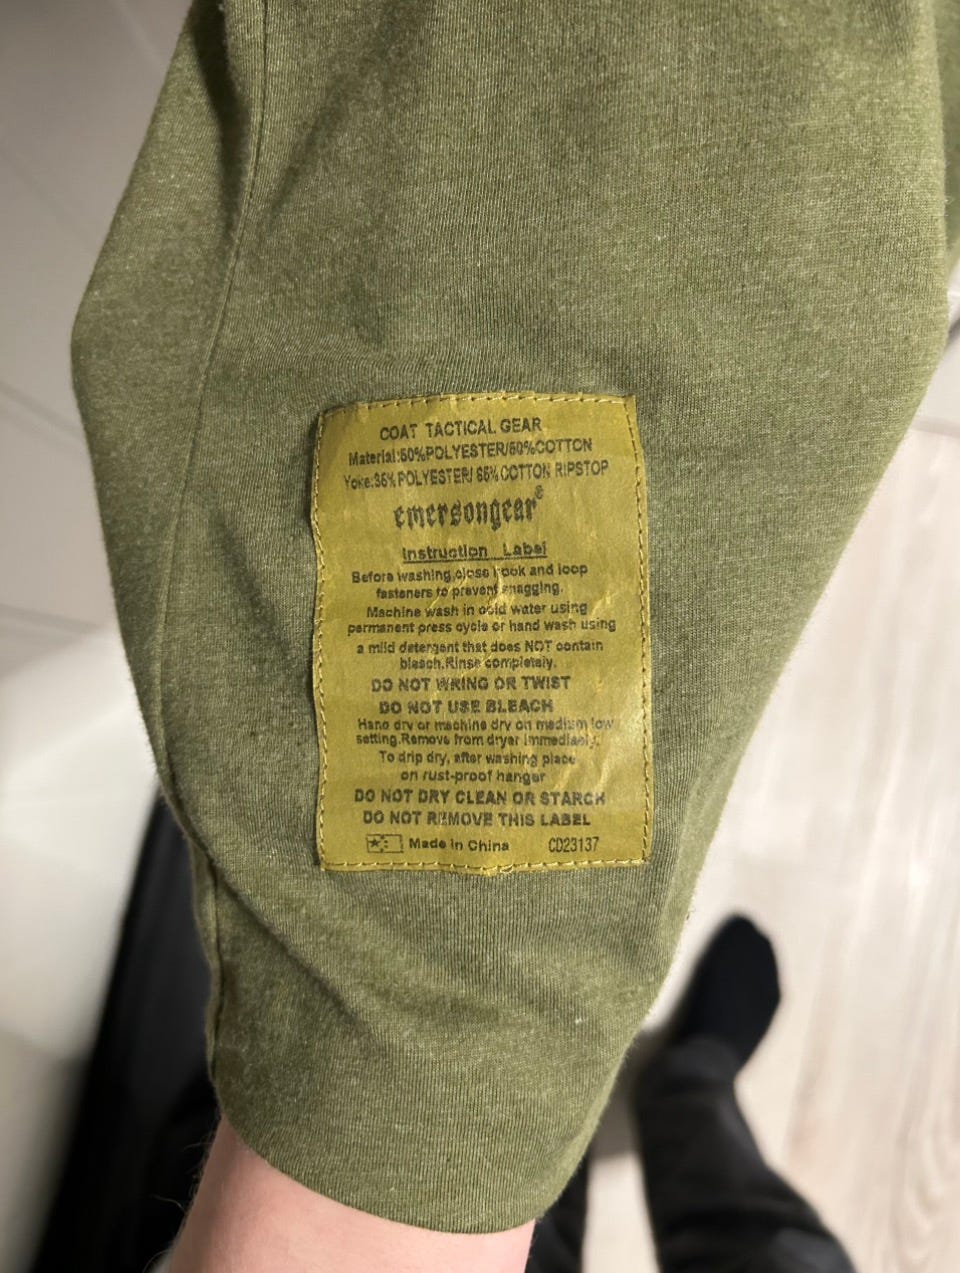 COAT TACTICAL GEAR
Material:50%POLYESTER/50%COTTON
Yoke:35%POLYESTER/ 65%COTTON RIPSTOP
emersongear®
Instruction Label
Before washing,close hook and loop
fasteners to prevent snagging.
Machine wash in cold water using
permanent press cycle or hand wash using
a mild detergent that does NOT contain
bleach.Rinse completely.
DO NOT WRING OR TWIST
DO NOT USE BLEACH
Hand dry or machine dry on medium low
setting.Remove from dryer immediasly.
To drip dry, after washing place
on rust-proof hanger
DO NOT DRY CLEAN OR STARCH
DO NOT REMOVE THIS LABEL
Made in China CD23137